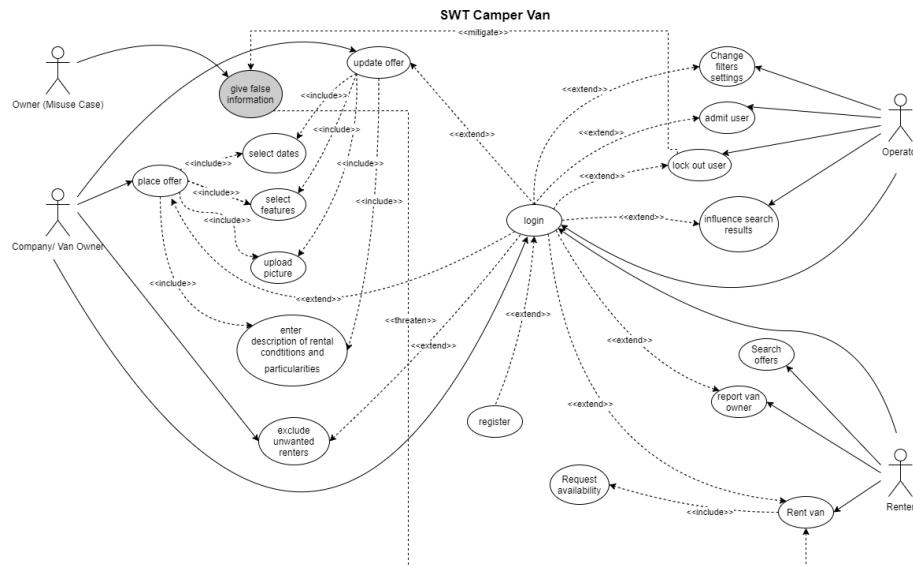 SWT Camper Van
<<mitigate>>
update offer
Owner (Misuse Case)
give false
information
<<include>>
<<include>>
select dates
<<include>>
place offer
<<include>>
select
features
<<include>>
<<include>>
Company/ Van Owner
upload
picture
<<include>>
<<extend>>
<<threaten>>
enter
description of rental
condtitions and
particularities
<<extend>>
exclude
unwanted
renters
<<extend>>
login
<<extend>>
register
<<extend>>
Change
filters
settings
<<extend>>
admit user
<<extend>>
lock out user
<<extend>>
influence search
results
Operato
<<extend>>
Search
offers
report van
owner
<<extend>>
Request
availability
<<include>>
Rent van
Renter